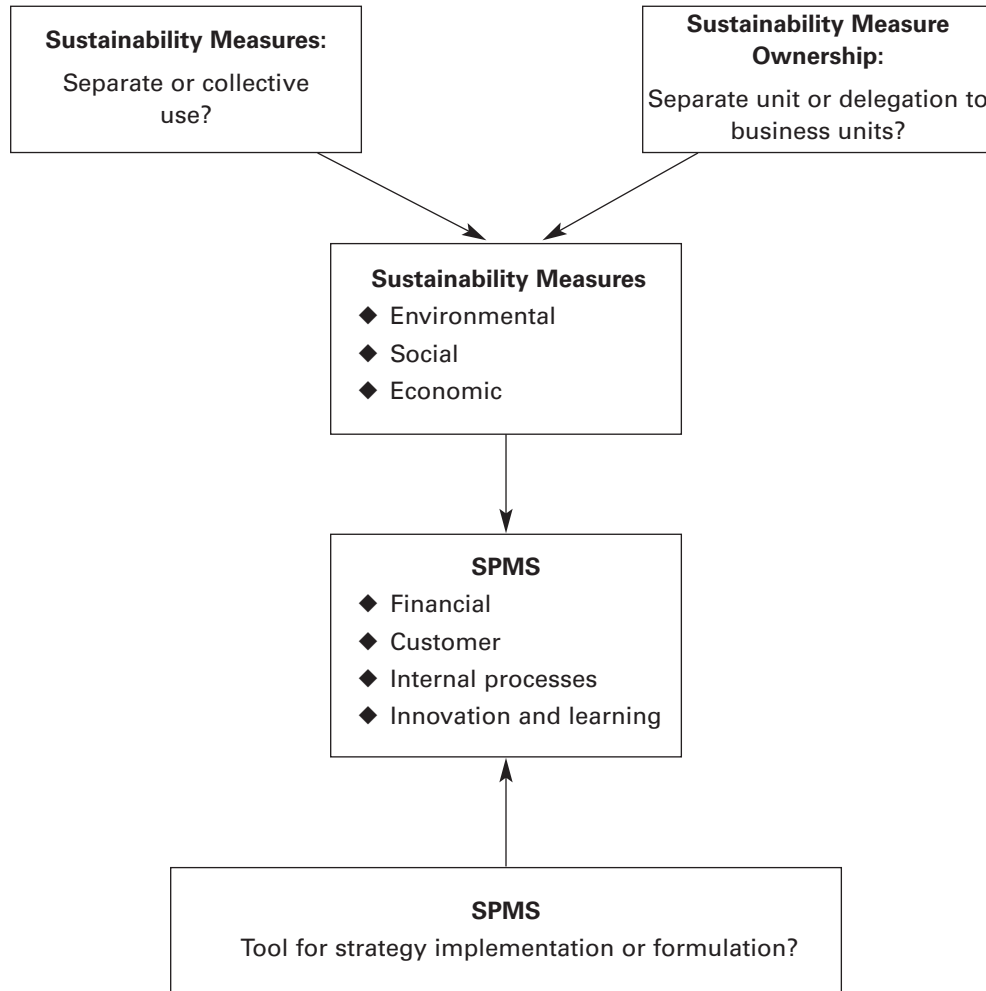 Sustainability Measures:
Separate or collective
use?
Sustainability Measure
Ownership:
Separate unit or delegation to
business units?
Sustainability Measures
◆ Environmental
◆ Social
◆ Economic
SPMS
◆ Financial
◆ Customer
◆ Internal processes
◆ Innovation and learning
SPMS
Tool for strategy implementation or formulation?